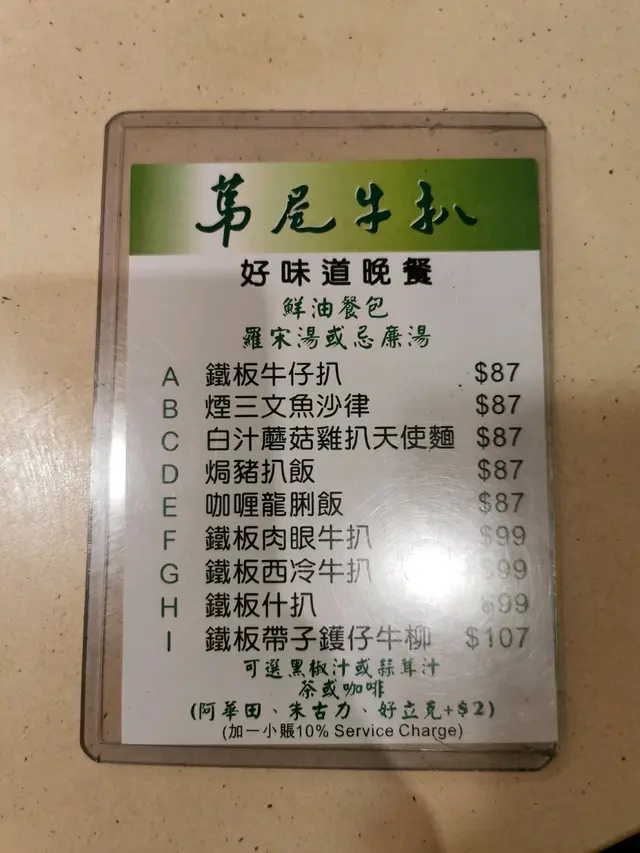 第尾牛扒
好味道晚餐
鮮油餐包
羅宋湯或忌廉湯
A 鐵板牛仔扒 $87
B 煙三文魚沙律 $87
C 白汁蘑菇雞扒天使麵 $87
D 焗豬扒飯 $87
E 咖喱龍脷飯 $87
F 鐵板肉眼牛扒 $99
G 鐵板西冷牛扒 $99
H 鐵板什扒 $99
I 鐵板帶子鑊仔牛柳 $107
可選黑椒汁或蒜茸汁
茶或咖啡
(阿華田、朱古力、好立克+$2)
(加一小賬10% Service Charge)